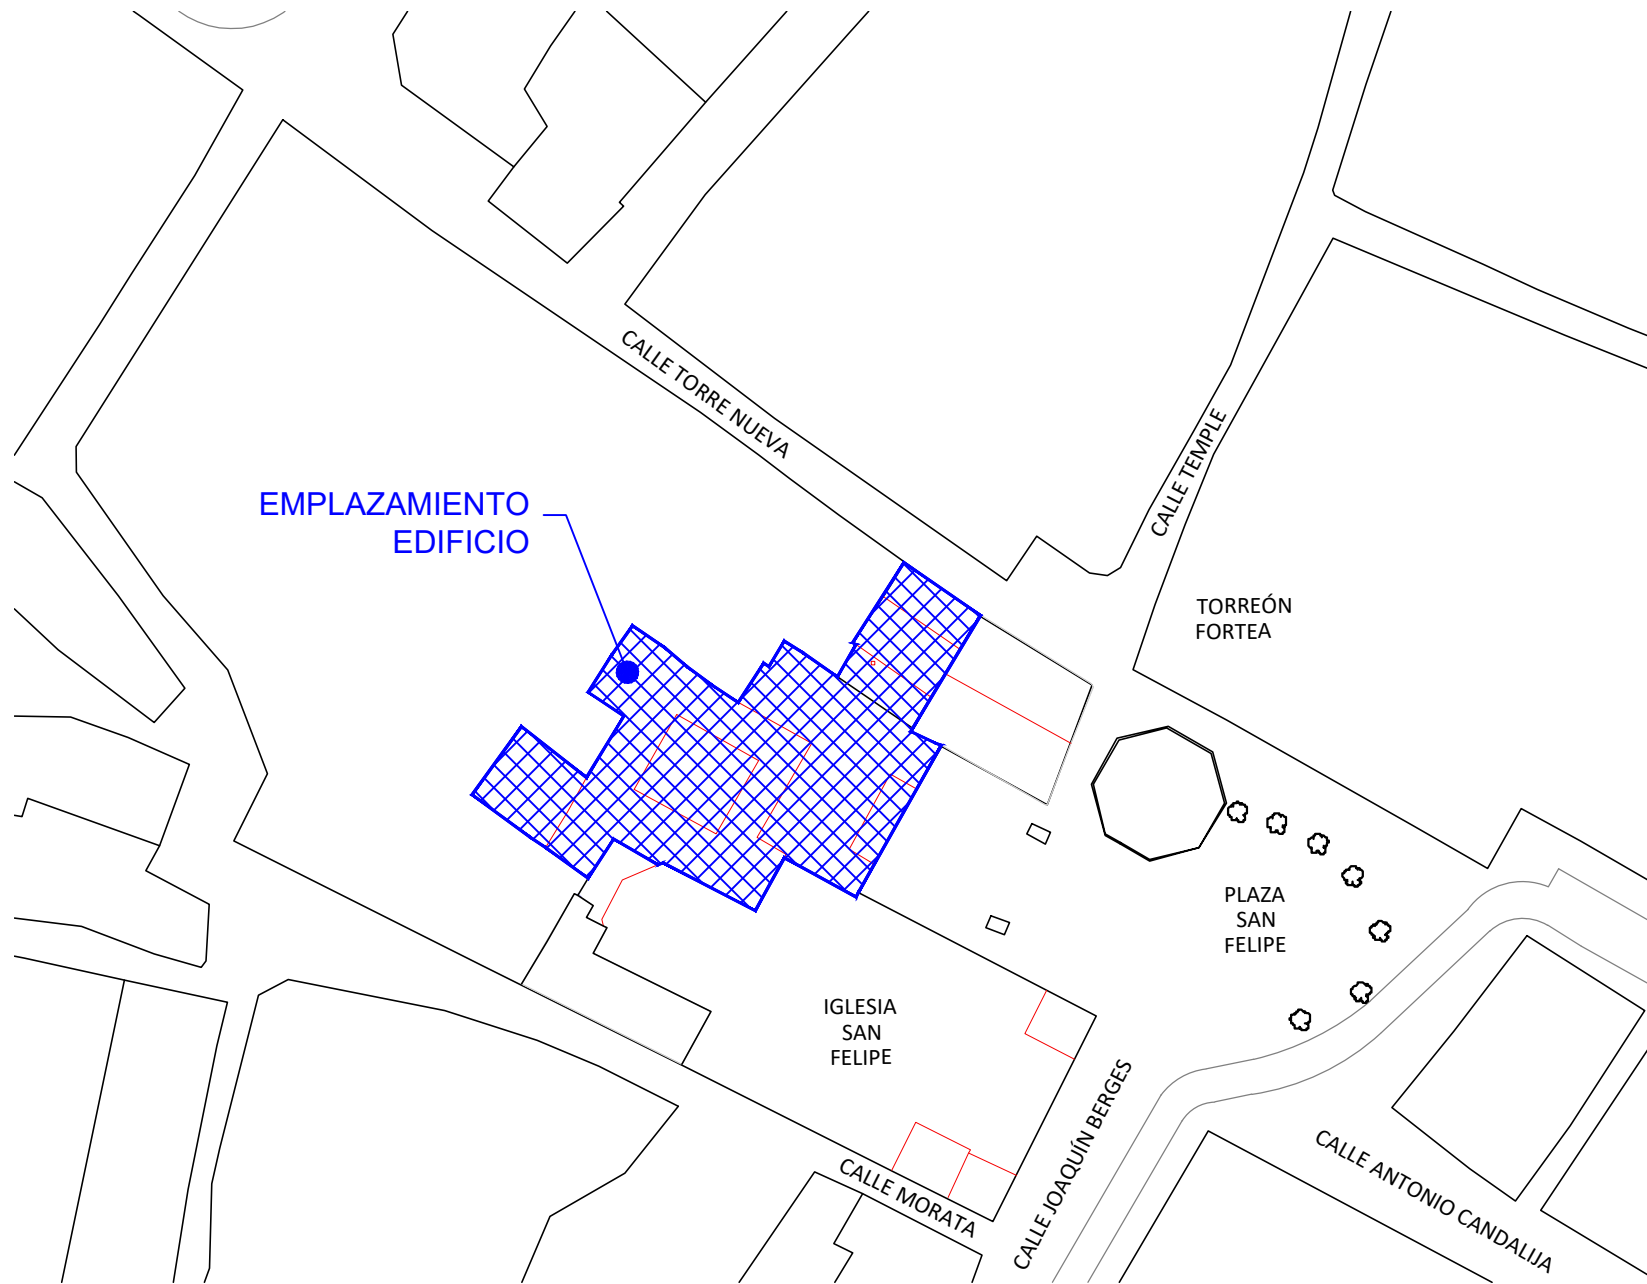 CALLE TORRE NUEVA
CALLE TEMPLE
EMPLAZAMIENTO
EDIFICIO
TORREÓN
FORTEA
PLAZA
SAN
FELIPE
IGLESIA
SAN
FELIPE
CALLE JOAQUÍN BERGES
CALLE ANTONIO CANDALIJA
CALLE MORATA